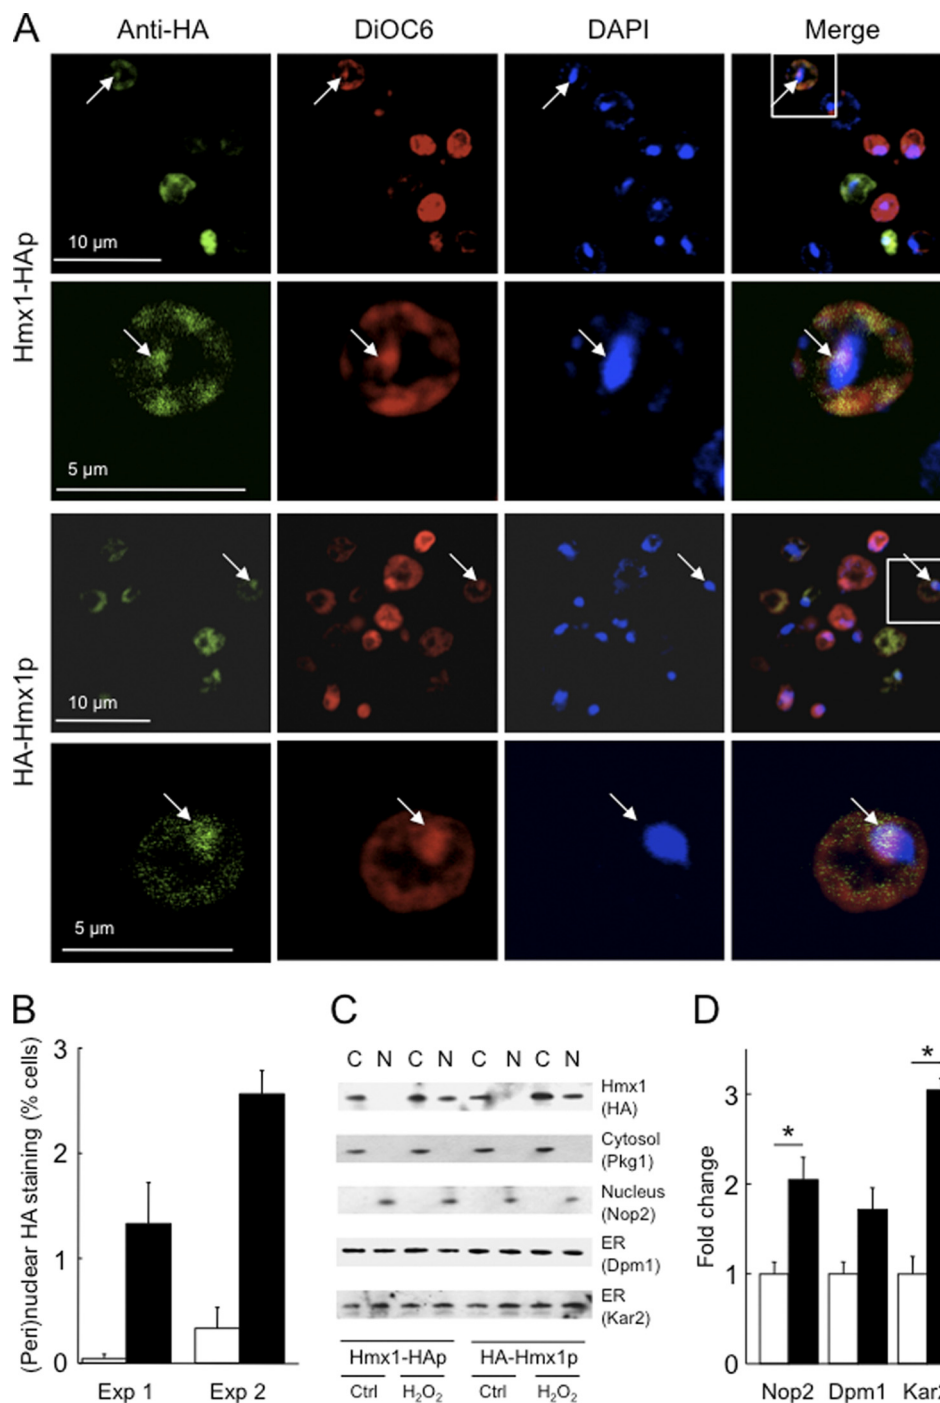 A
Anti-HA DiOC6 DAPI Merge
Hmx1-HAp
10 µm
5 µm
HA-Hmx1p
10 µm
5 µm
B
(Peri)nuclear HA staining (% cells)
3
2
1
0
Exp 1 Exp 2
C
C N C N C N C N
Hmx1
(HA)
Cytosol
(Pkg1)
Nucleus
(Nop2)
ER
(Dpm1)
ER
(Kar2)
Hmx1-HAp HA-Hmx1p
Ctrl H₂O₂ Ctrl H₂O₂
D
Fold change
3
2
1
0
* *
Nop2 Dpm1 Kar2